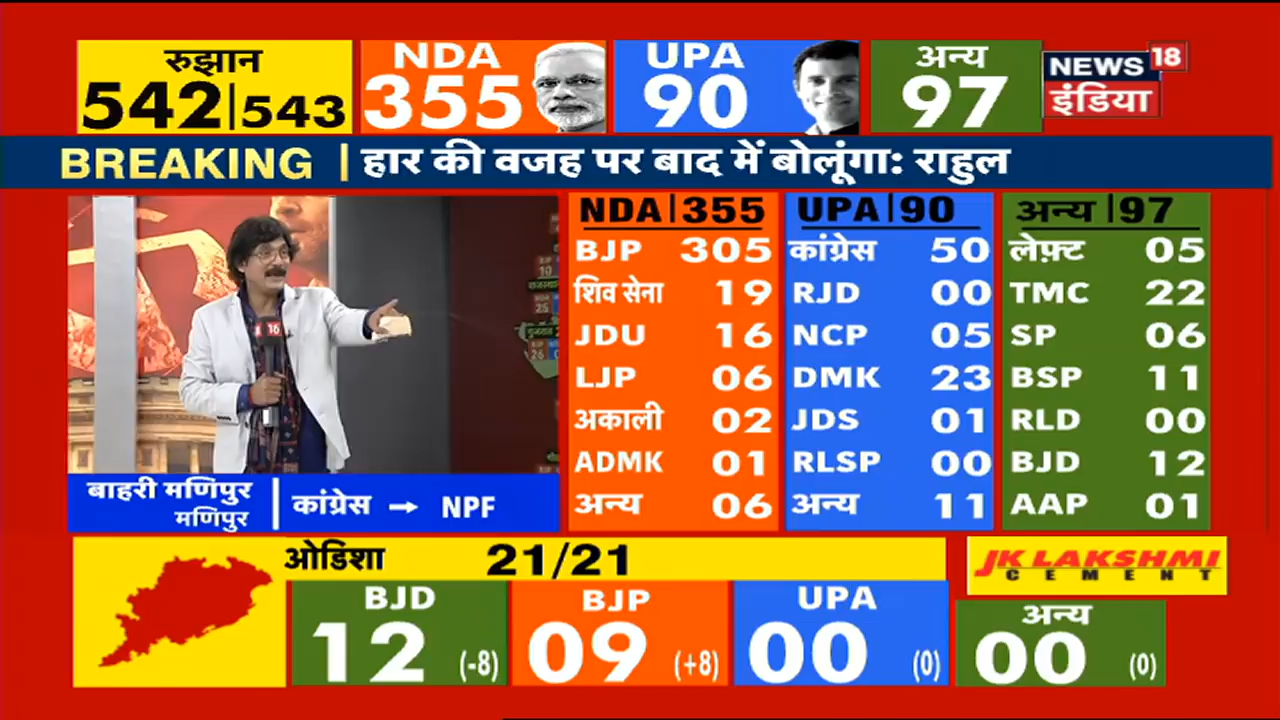 रुझान
542|543
NDA
355
UPA
90
अन्य
97
NEWS 18
इंडिया
BREAKING | हार की वजह पर बाद में बोलूंगा: राहुल
NDA|355
BJP 305
शिव सेना 19
JDU 16
LJP 06
अकाली 02
ADMK 01
अन्य 06
UPA|90
कांग्रेस 50
RJD 00
NCP 05
DMK 23
JDS 01
RLSP 00
अन्य 11
अन्य|97
लेफ़्ट 05
TMC 22
SP 06
BSP 11
RLD 00
BJD 12
AAP 01
18
बाहरी मणिपुर
मणिपुर
कांग्रेस → NPF
ओडिशा 21/21
BJD
12 (-8)
BJP
09 (+8)
UPA
00 (0)
अन्य
00 (0)
JK LAKSHMI
CEMENT